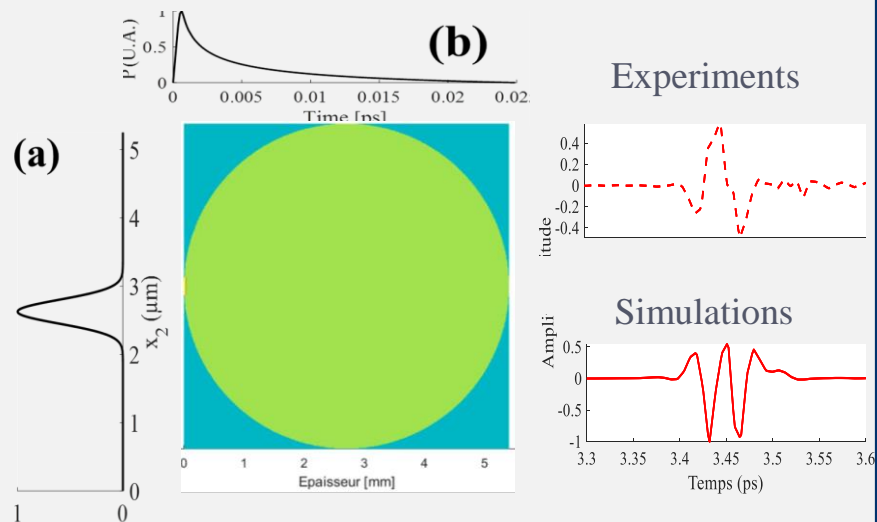 (b)
P(U.A.)
1
0.5
0
0 0.005 0.01 0.015 0.02 0.02
Time [ps]
(a)
5
4
3
2
1
0
x2 (μm)
1 0
0 1 2 3 4 5
Epaisseur [mm]
Experiments
0.4
0.2
0
-0.2
-0.4
itude
Simulations
Ampli
0.5
0
-0.5
-1
3.3 3.35 3.4 3.45 3.5 3.55 3.6
Temps (ps)